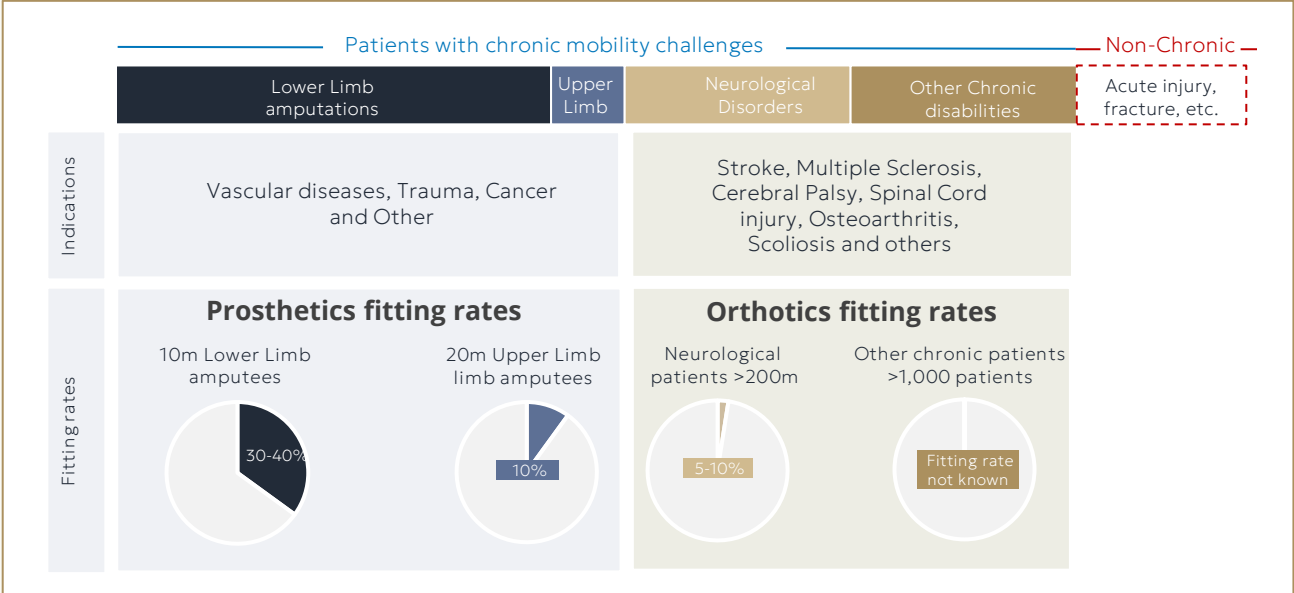 Patients with chronic mobility challenges
Non-Chronic
Lower Limb
amputations
Upper
Limb
Neurological
Disorders
Other Chronic
disabilities
Acute injury,
fracture, etc.
Indications
Vascular diseases, Trauma, Cancer
and Other
Stroke, Multiple Sclerosis,
Cerebral Palsy, Spinal Cord
injury, Osteoarthritis,
Scoliosis and others
Fitting rates
Prosthetics fitting rates
10m Lower Limb
amputees
30-40%
20m Upper Limb
limb amputees
10%
Orthotics fitting rates
Neurological
patients >200m
5-10%
Other chronic patients
>1,000 patients
Fitting rate
not known